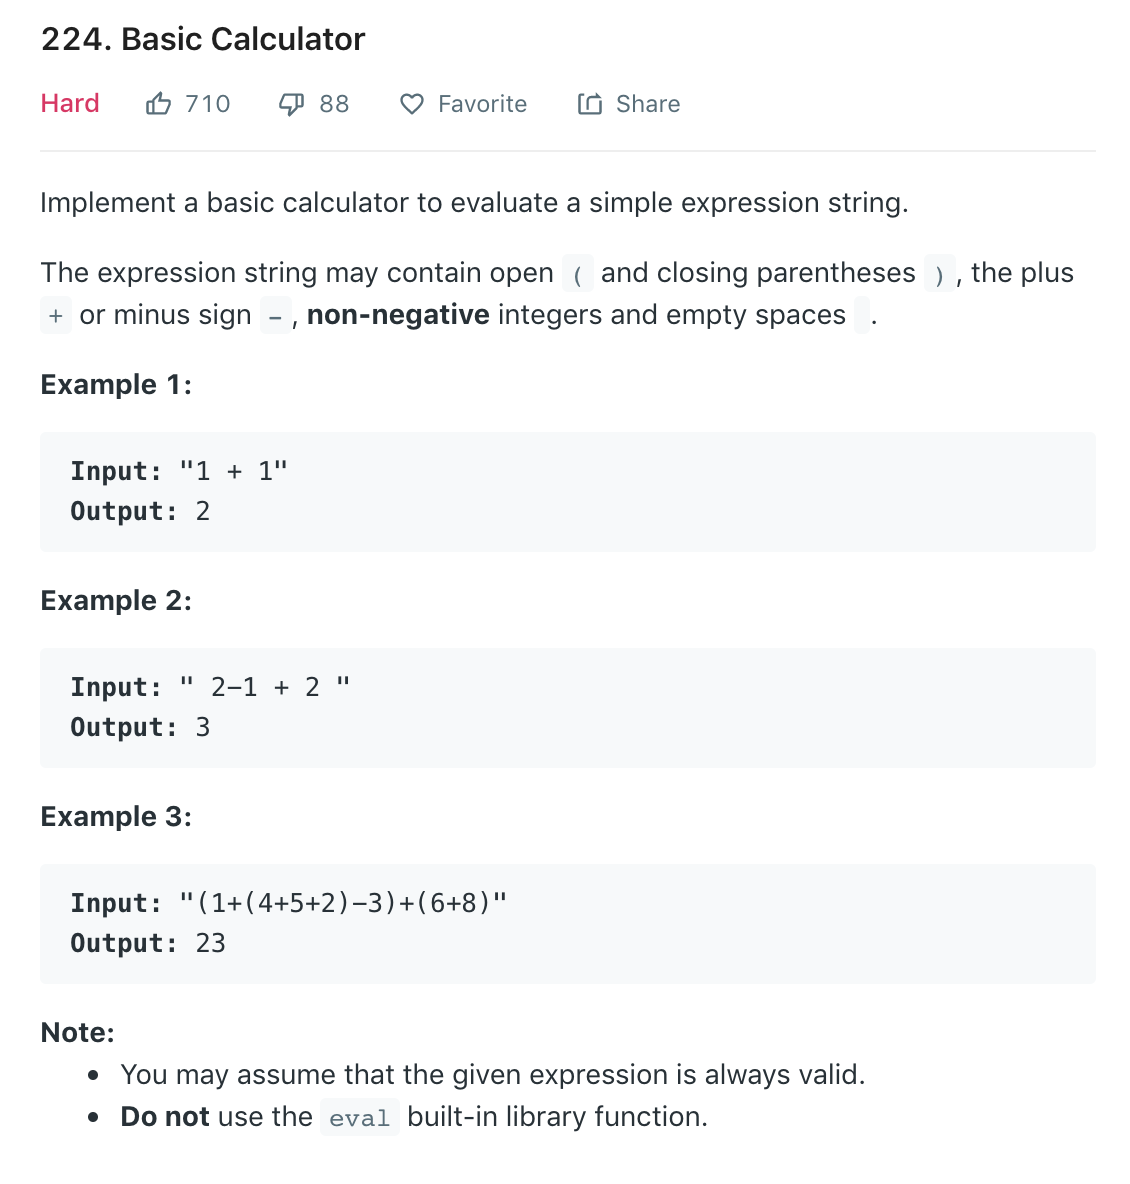 224. Basic Calculator
Hard 710 88 Favorite Share
Implement a basic calculator to evaluate a simple expression string.
The expression string may contain open ( and closing parentheses ) , the plus
+ or minus sign - , non-negative integers and empty spaces .
Example 1:
Input: "1 + 1"
Output: 2
Example 2:
Input: " 2-1 + 2 "
Output: 3
Example 3:
Input: "(1+(4+5+2)-3)+(6+8)"
Output: 23
Note:
• You may assume that the given expression is always valid.
• Do not use the eval built-in library function.